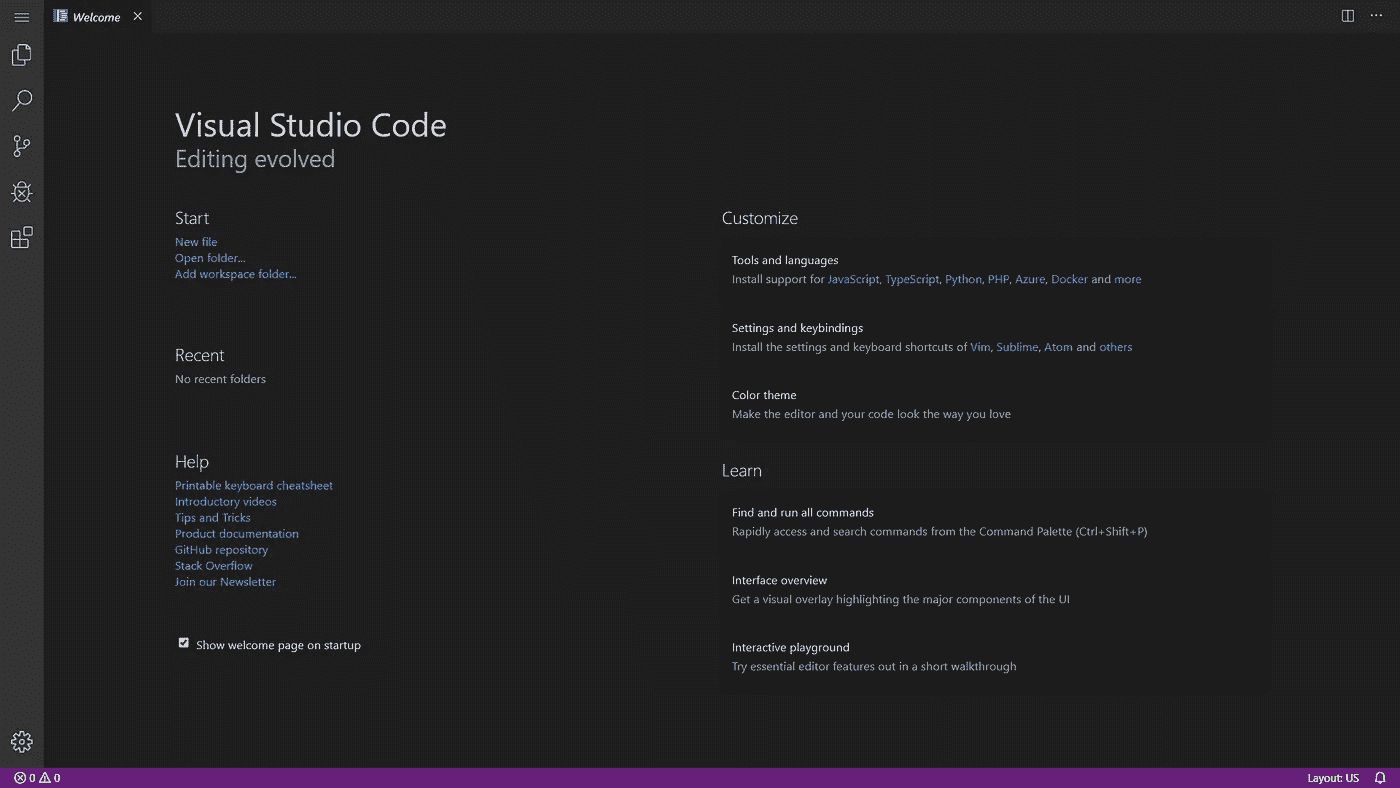 Welcome
Visual Studio Code
Editing evolved
Start
New file
Open folder...
Add workspace folder...
Recent
No recent folders
Help
Printable keyboard cheatsheet
Introductory videos
Tips and Tricks
Product documentation
GitHub repository
Stack Overflow
Join our Newsletter
Show welcome page on startup
Customize
Tools and languages
Install support for JavaScript, TypeScript, Python, PHP, Azure, Docker and more
Settings and keybindings
Install the settings and keyboard shortcuts of Vim, Sublime, Atom and others
Color theme
Make the editor and your code look the way you love
Learn
Find and run all commands
Rapidly access and search commands from the Command Palette (Ctrl+Shift+P)
Interface overview
Get a visual overlay highlighting the major components of the UI
Interactive playground
Try essential editor features out in a short walkthrough
0 0
Layout: US